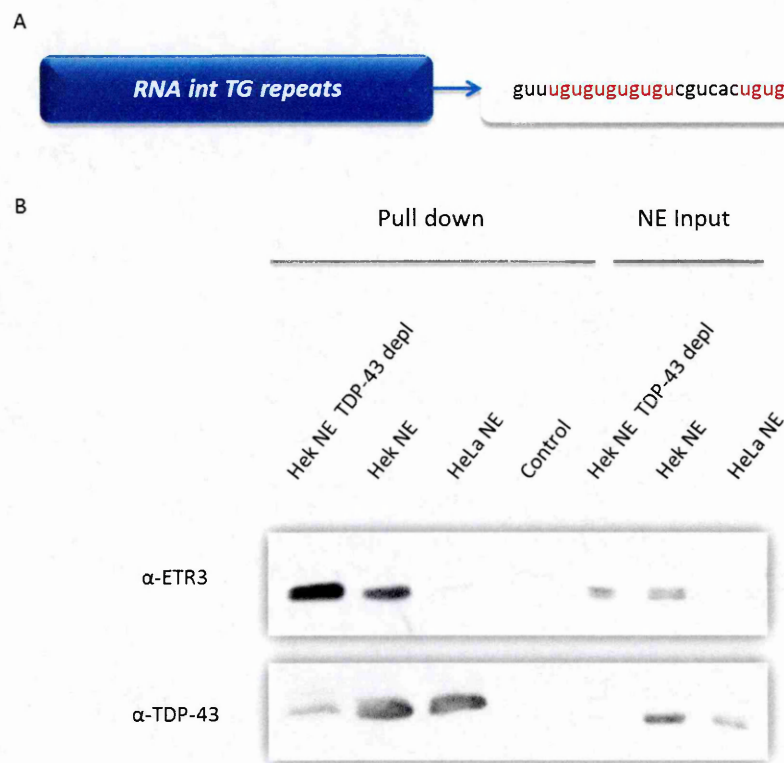 A
RNA int TG repeats
guuugugugugugucgucacugug
B
Pull down
NE Input
Hek NE TDP-43 depl
Hek NE
HeLa NE
Control
Hek NE TDP-43 depl
Hek NE
HeLa NE
α-ETR3
α-TDP-43